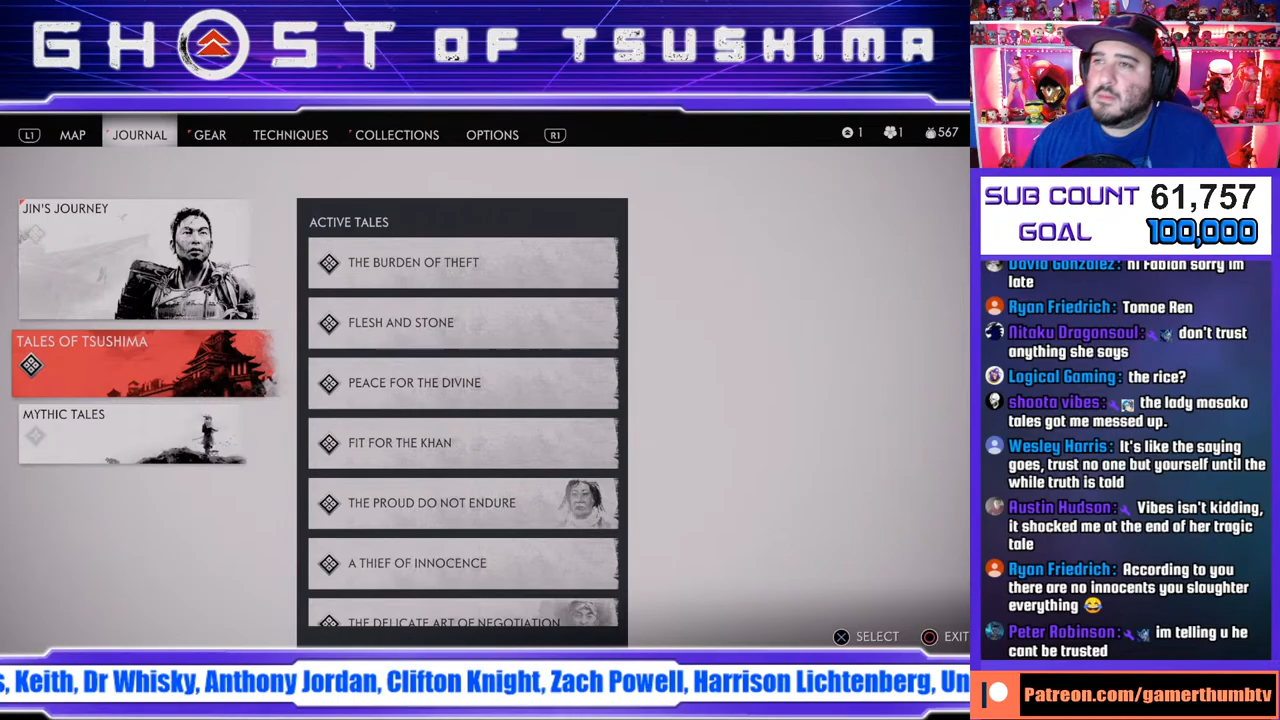 GHOST OF TSUSHIMA
L1 MAP JOURNAL GEAR TECHNIQUES COLLECTIONS OPTIONS R1 1 1 567
JIN'S JOURNEY
TALES OF TSUSHIMA
MYTHIC TALES
ACTIVE TALES
THE BURDEN OF THEFT
FLESH AND STONE
PEACE FOR THE DIVINE
FIT FOR THE KHAN
THE PROUD DO NOT ENDURE
A THIEF OF INNOCENCE
THE DELICATE ART OF NEGOTIATION
SELECT EXIT
SUB COUNT 61,757
GOAL 100,000
David Gonzalez: hi Fabian sorry im
late
Ryan Friedrich: Tomoe Ren
Nitaku Dragonsoul: don't trust
anything she says
Logical Gaming: the rice?
shoota vibes: the lady masako
tales got me messed up.
Wesley Harris: It's like the saying
goes, trust no one but yourself until the
while truth is told
Austin Hudson: Vibes isn't kidding,
it shocked me at the end of her tragic
tale
Ryan Friedrich: According to you
there are no innocents you slaughter
everything 😂
Peter Robinson: im telling u he
cant be trusted
s, Keith, Dr Whisky, Anthony Jordan, Clifton Knight, Zach Powell, Harrison Lichtenberg, Un
Patreon.com/gamerthumbtv